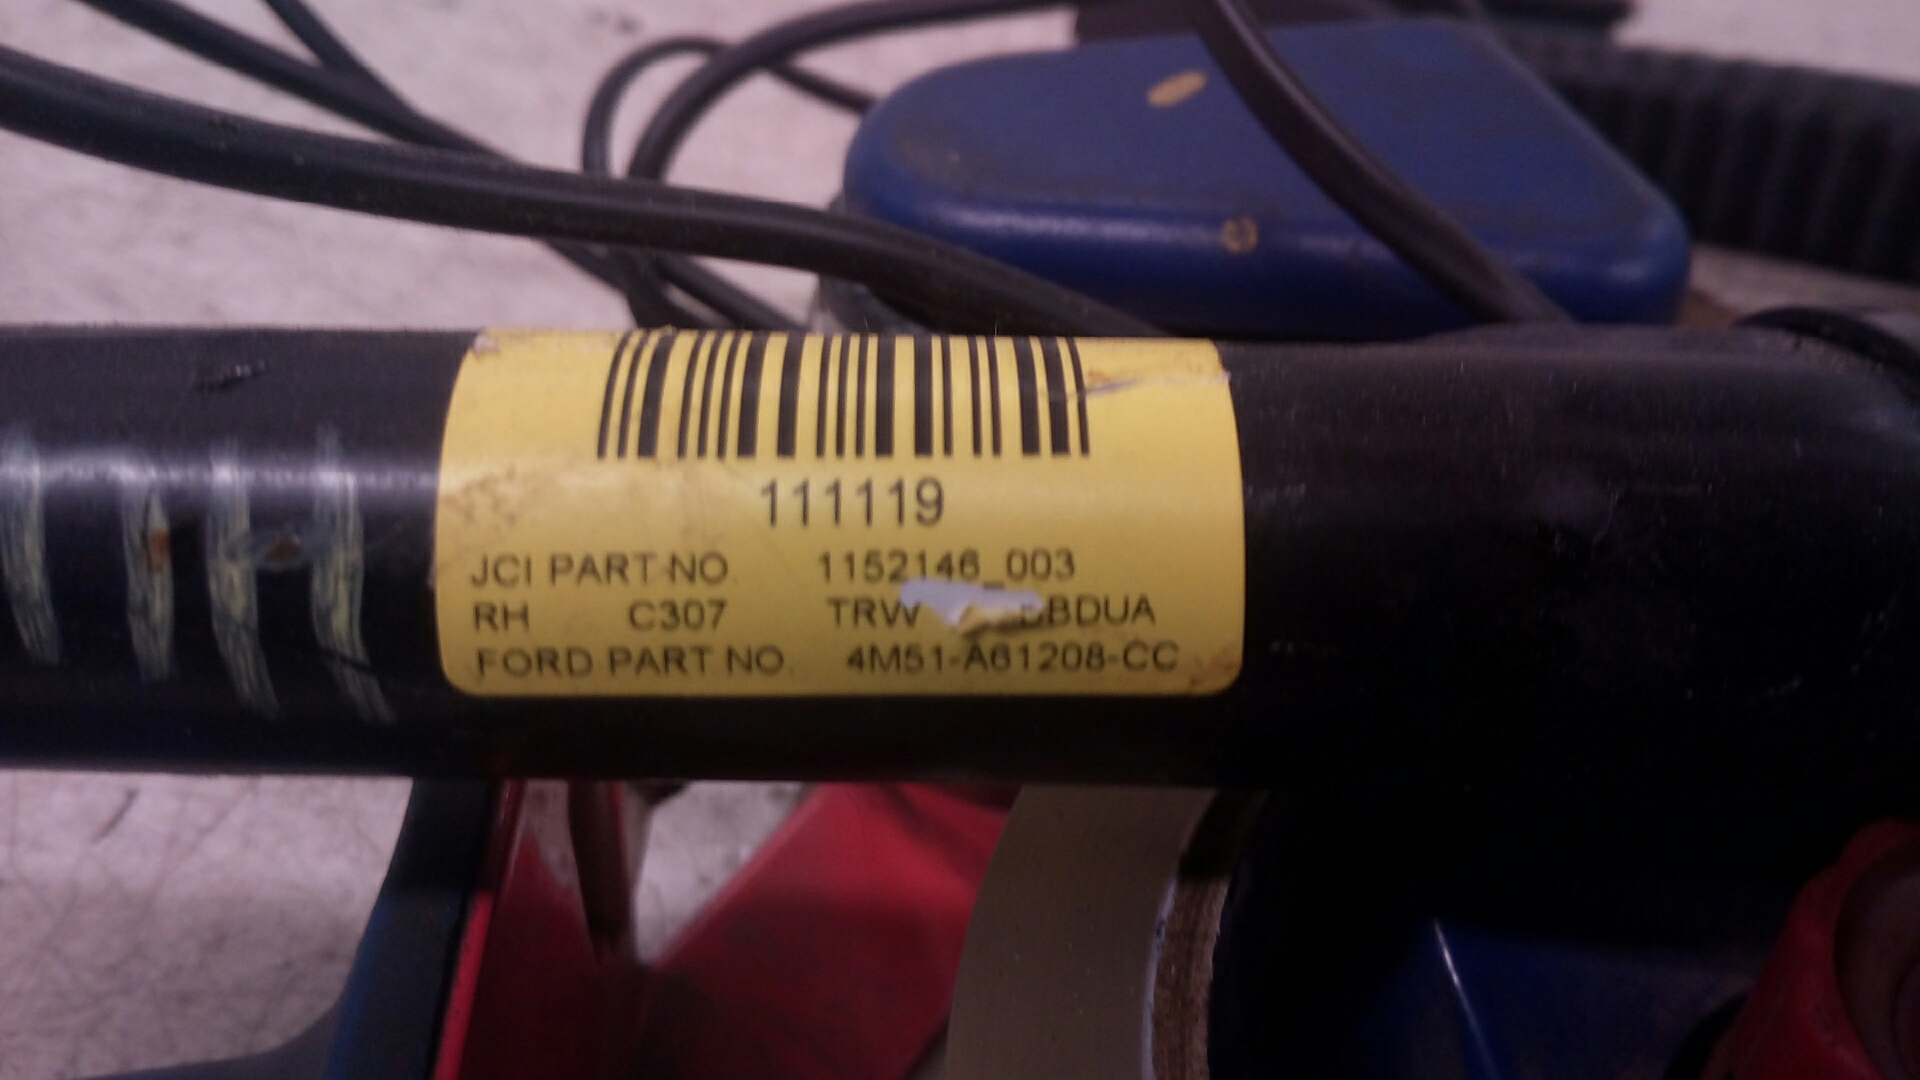 111119
JCI PART NO. 1152146_003
RH C307 TRW
FORD PART NO. 4M51-A61208-CC